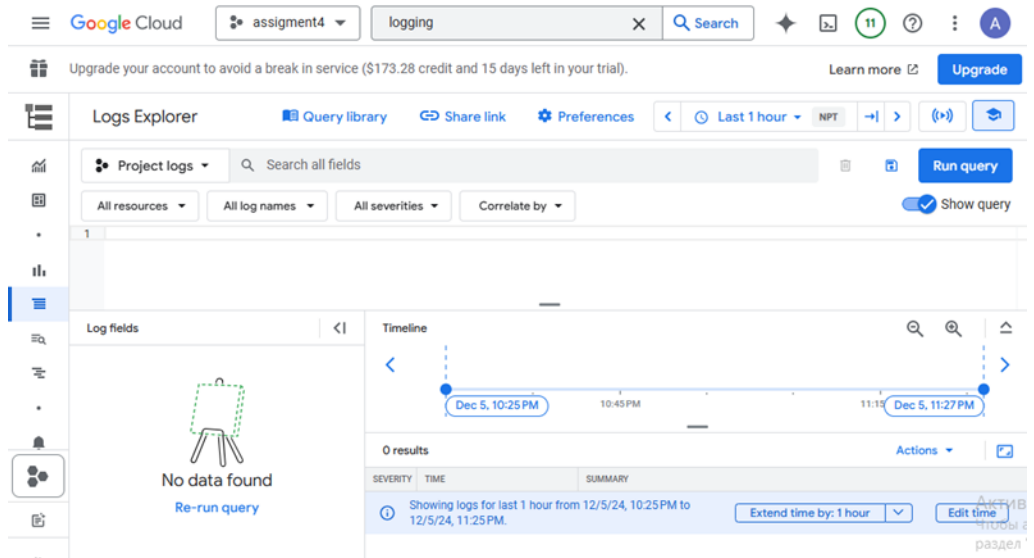 Google Cloud assigment4 logging Search 11 A
Upgrade your account to avoid a break in service ($173.28 credit and 15 days left in your trial). Learn more Upgrade
Logs Explorer Query library Share link Preferences Last 1 hour NPT
Project logs Search all fields Run query
All resources All log names All severities Correlate by Show query
1
Log fields Timeline
Dec 5, 10:25 PM 10:45 PM 11:15 Dec 5, 11:27 PM
0 results Actions
SEVERITY TIME SUMMARY
No data found
Re-run query
Showing logs for last 1 hour from 12/5/24, 10:25 PM to
12/5/24, 11:25 PM.
Extend time by: 1 hour Edit time
Чтобы
раздел